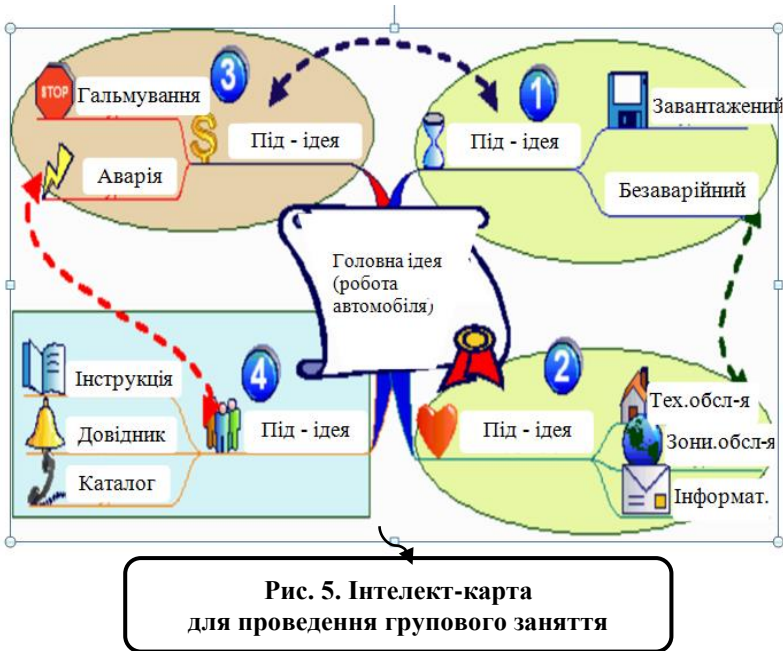 STOP
Гальмування
3
Під - ідея
Аварія
1
Під - ідея
Завантажений
Безаварійний
Головна ідея
(робота
автомобіля)
4
Інструкція
Довідник
Каталог
Під - ідея
2
Під - ідея
Тех.обсл-я
Зони.обсл-я
Інформат.
Рис. 5. Інтелект-карта
для проведення групового заняття